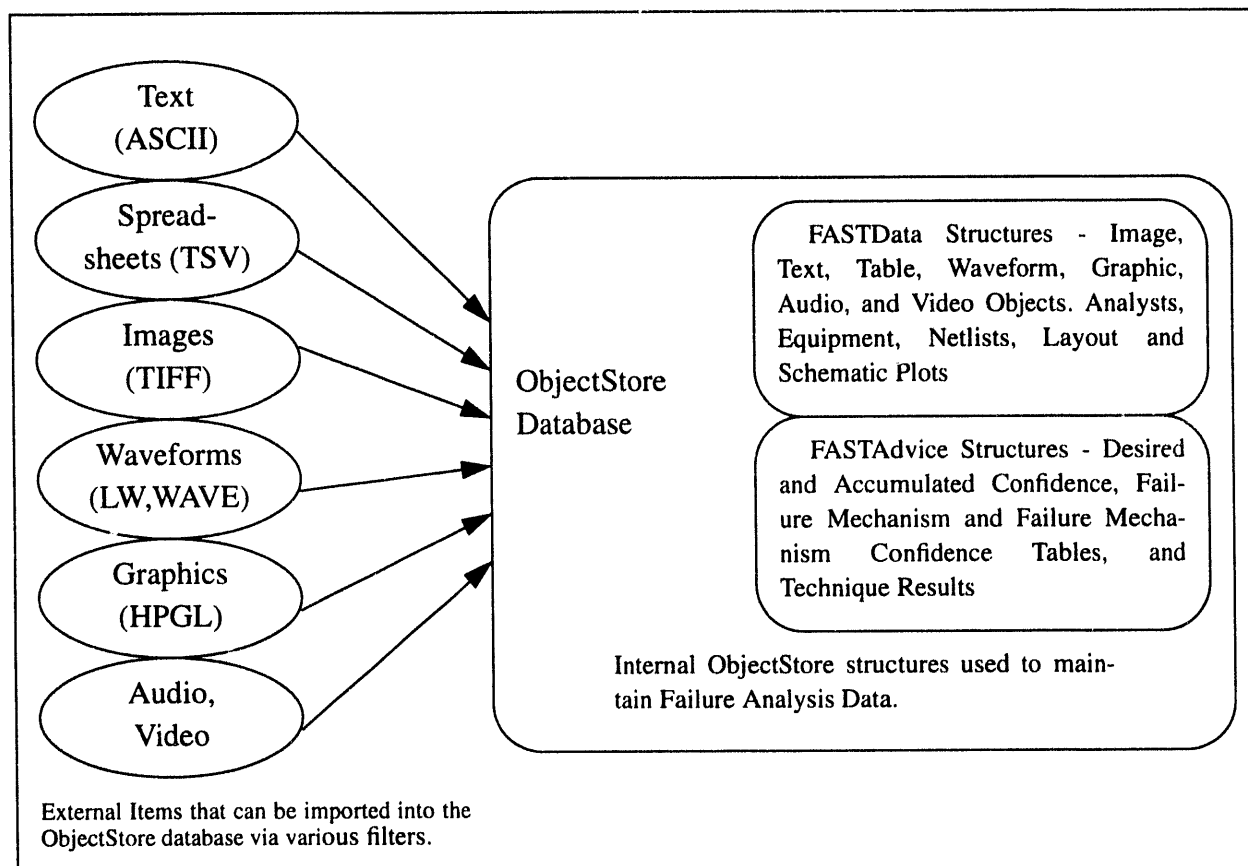 Text
(ASCII)
Spread-
sheets (TSV)
Images
(TIFF)
Waveforms
(LW,WAVE)
Graphics
(HPGL)
Audio,
Video
External Items that can be imported into the
ObjectStore database via various filters.
ObjectStore
Database
FASTData Structures - Image,
Text, Table, Waveform, Graphic,
Audio, and Video Objects. Analysts,
Equipment, Netlists, Layout and
Schematic Plots
FASTAdvice Structures - Desired
and Accumulated Confidence, Fail-
ure Mechanism and Failure Mecha-
nism Confidence Tables, and
Technique Results
Internal ObjectStore structures used to main-
tain Failure Analysis Data.